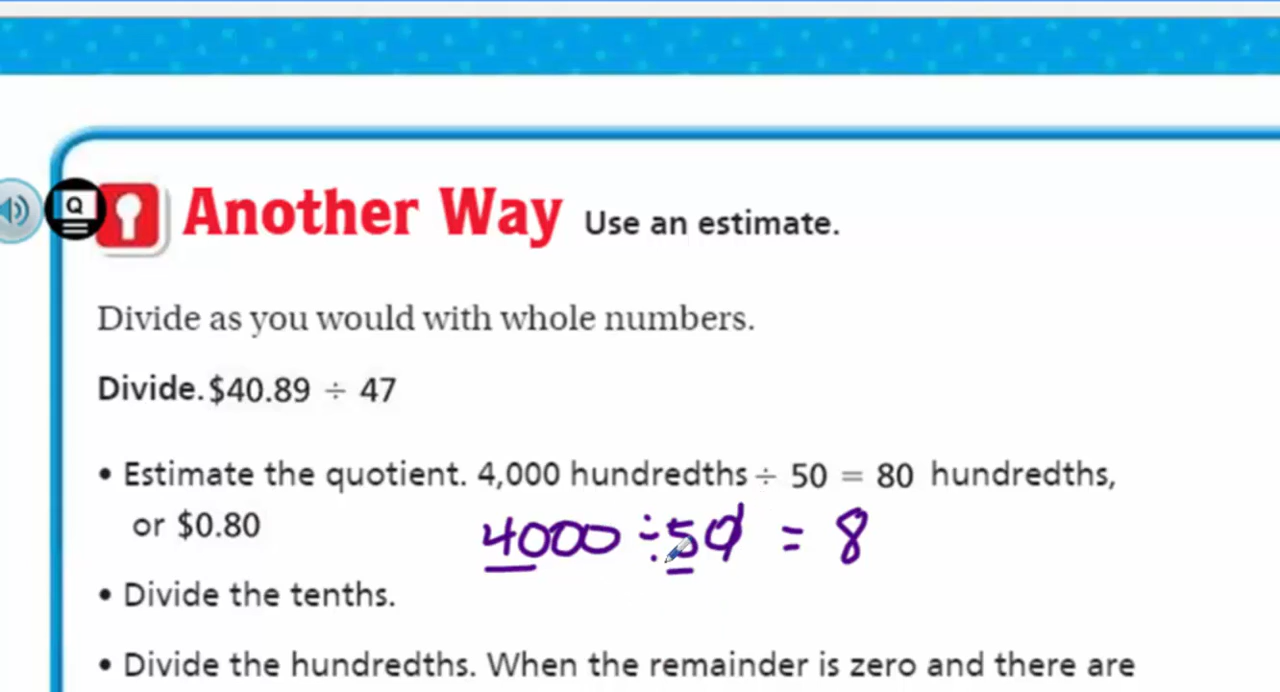 Q
Another Way Use an estimate.
Divide as you would with whole numbers.
Divide. $40.89 ÷ 47
• Estimate the quotient. 4,000 hundredths ÷ 50 = 80 hundredths,
or $0.80
4000 ÷ 50 = 8
• Divide the tenths.
• Divide the hundredths. When the remainder is zero and there are